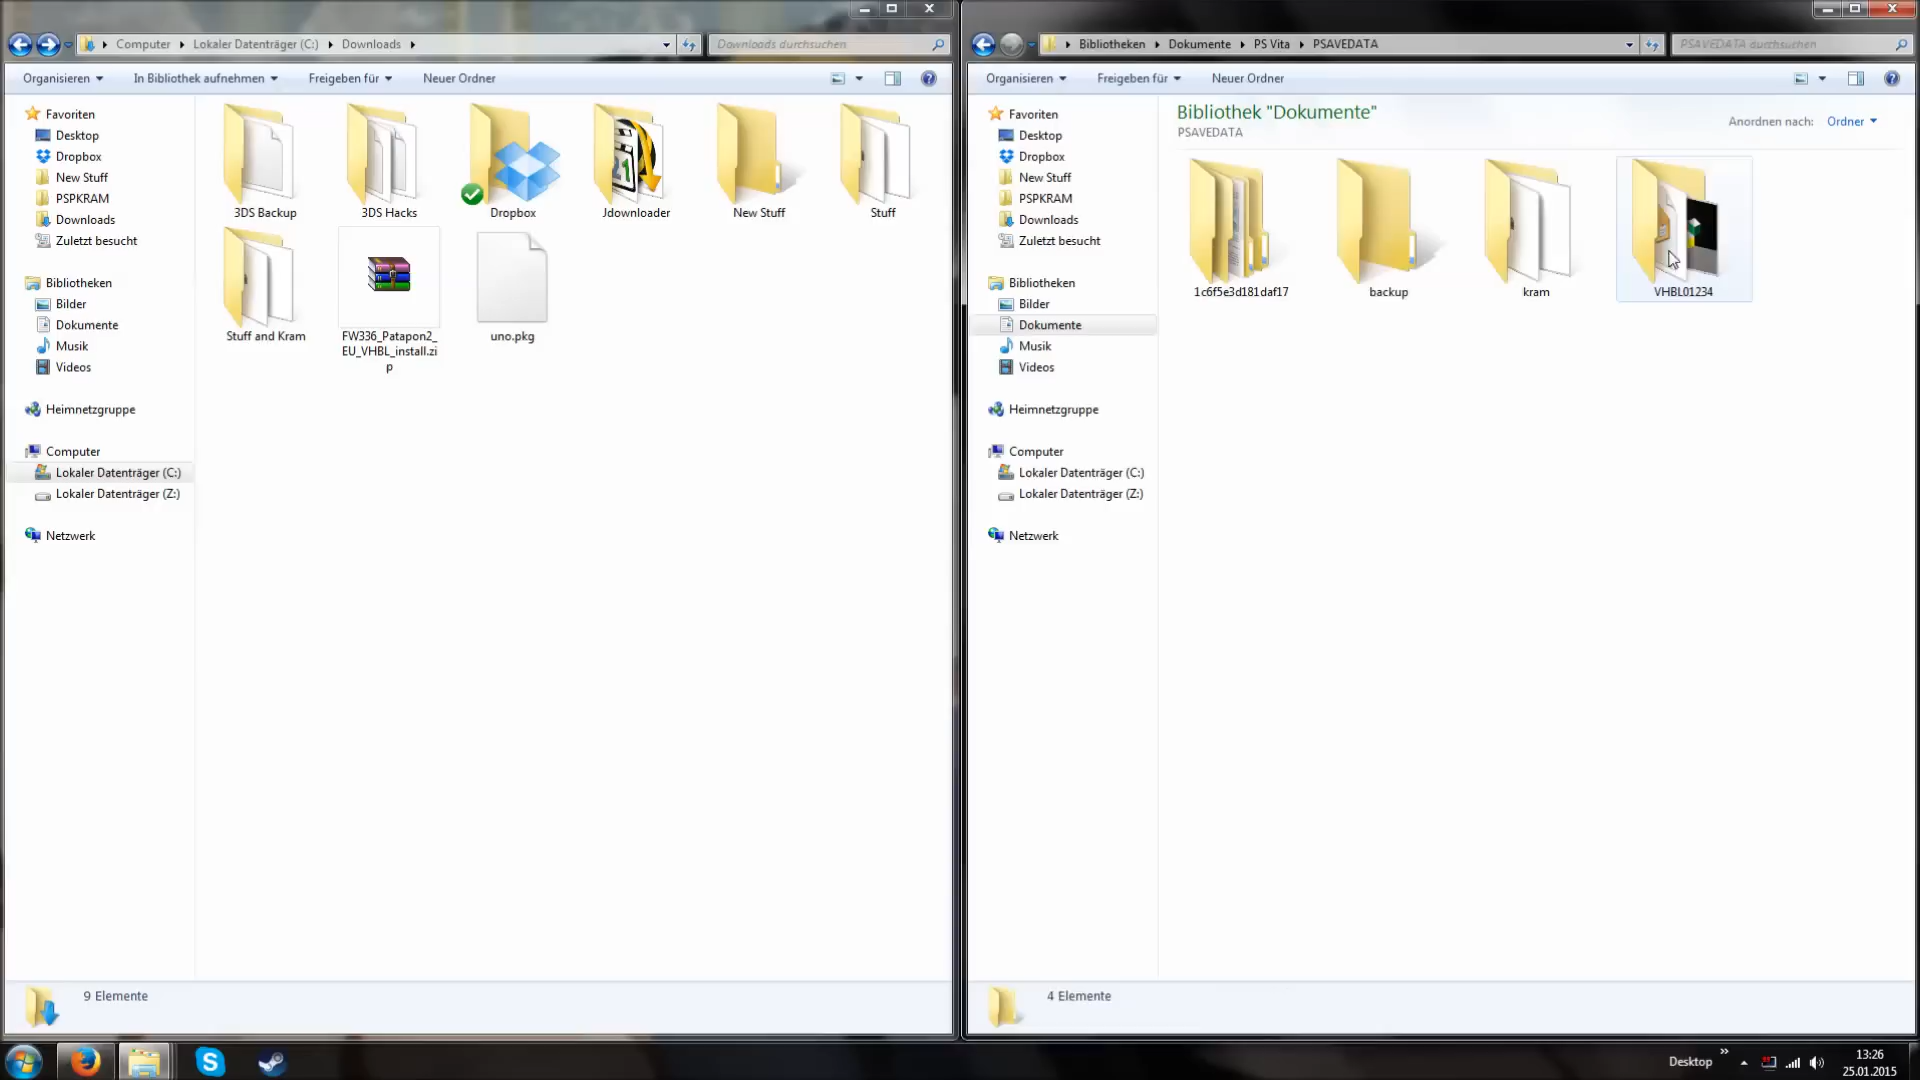 Computer Lokaler Datenträger (C:) Downloads
Downloads durchsuchen
Organisieren In Bibliothek aufnehmen Freigeben für Neuer Ordner
Favoriten
Desktop
Dropbox
New Stuff
PSPKRAM
Downloads
Zuletzt besucht
Bibliotheken
Bilder
Dokumente
Musik
Videos
Heimnetzgruppe
Computer
Lokaler Datenträger (C:)
Lokaler Datenträger (Z:)
Netzwerk
3DS Backup
3DS Hacks
Dropbox
Jdownloader
New Stuff
Stuff
Stuff and Kram
FW336_Patapon2_
EU_VHBL_install.zi
p
uno.pkg
9 Elemente
Bibliotheken Dokumente PS Vita PSAVEDATA
PSAVEDATA durchsuchen
Organisieren Freigeben für Neuer Ordner
Favoriten
Desktop
Dropbox
New Stuff
PSPKRAM
Downloads
Zuletzt besucht
Bibliotheken
Bilder
Dokumente
Musik
Videos
Heimnetzgruppe
Computer
Lokaler Datenträger (C:)
Lokaler Datenträger (Z:)
Netzwerk
Bibliothek "Dokumente"
PSAVEDATA
Anordnen nach: Ordner
1c6f5e3d181daf17
backup
kram
VHBL01234
4 Elemente
Desktop
13:26
25.01.2015